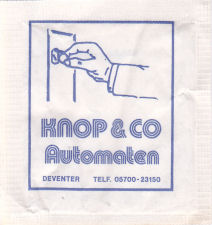 KNOP & CO
Automaten
DEVENTER TELF. 05700-23150